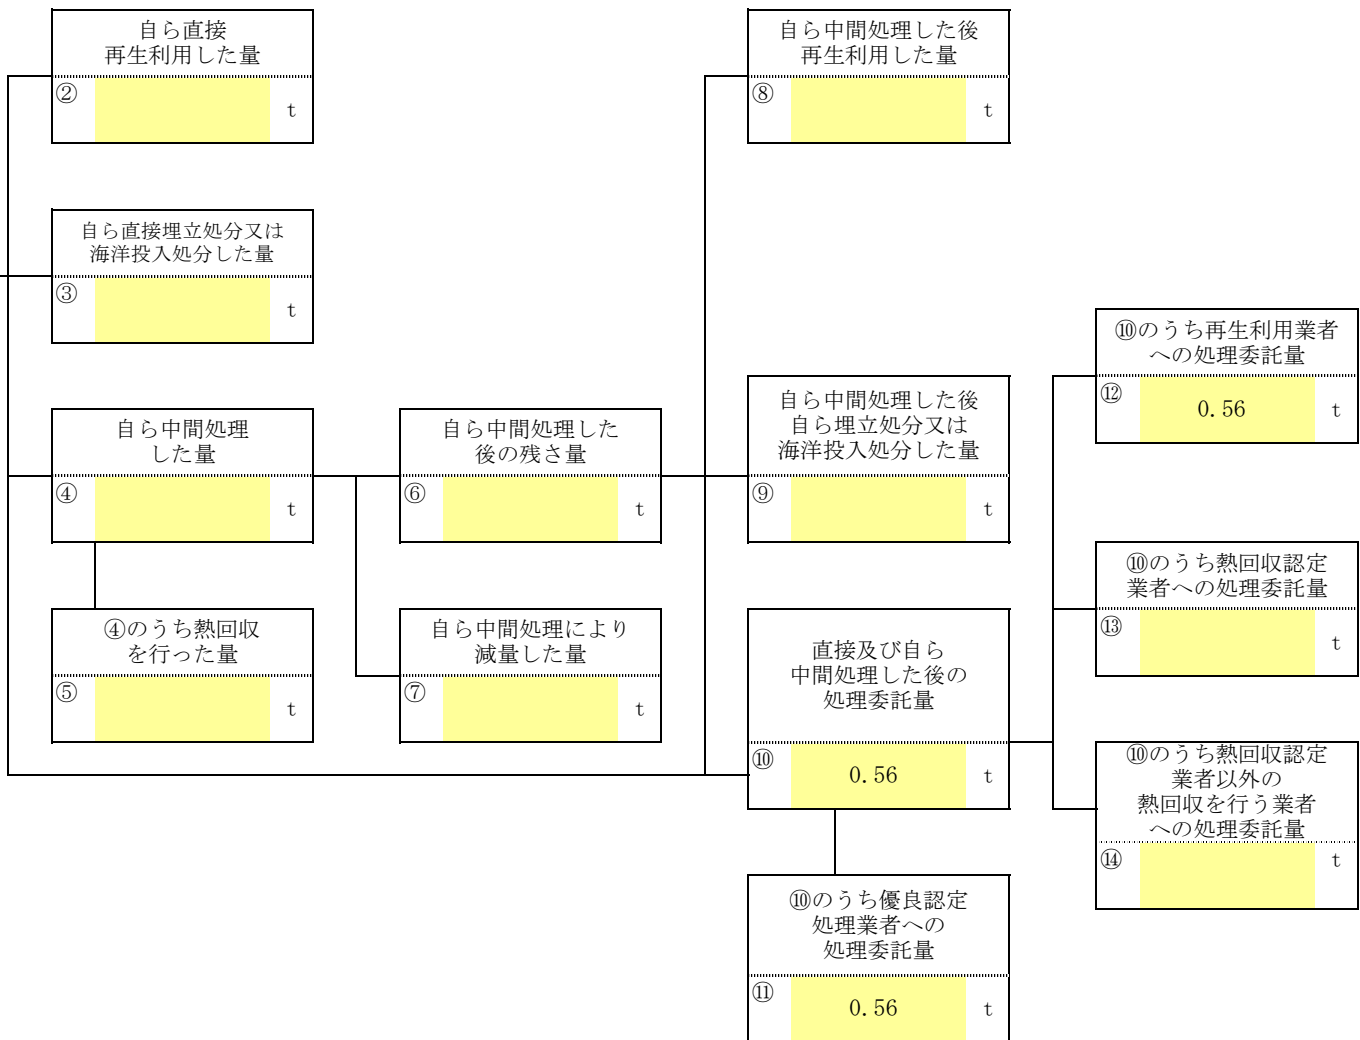 自ら直接
再生利用した量
②
t
自ら中間処理した後
再生利用した量
⑧
t
自ら直接埋立処分又は
海洋投入処分した量
③
t
⑩のうち再生利用業者
への処理委託量
⑫
0.56
t
自ら中間処理
した量
④
t
自ら中間処理した
後の残さ量
⑥
t
自ら中間処理した後
自ら埋立処分又は
海洋投入処分した量
⑨
t
⑩のうち熱回収認定
業者への処理委託量
⑬
t
④のうち熱回収
を行った量
⑤
t
自ら中間処理により
減量した量
⑦
t
直接及び自ら
中間処理した後の
処理委託量
⑩
0.56
t
⑩のうち熱回収認定
業者以外の
熱回収を行う業者
への処理委託量
⑭
t
⑩のうち優良認定
処理業者への
処理委託量
⑪
0.56
t